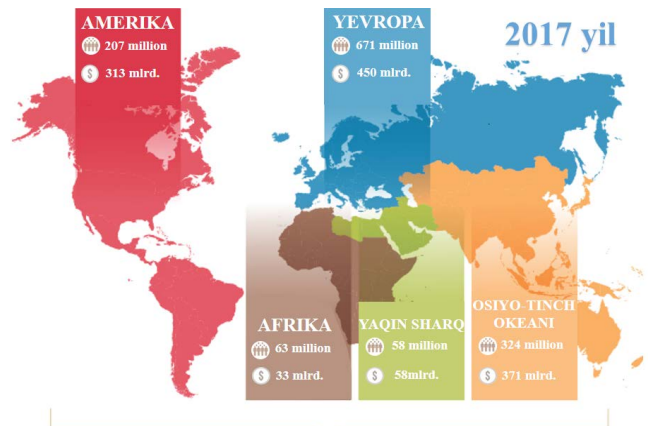 AMERIKA
207 million
$ 313 mlrd.
YEVROPA
671 million
$ 450 mlrd.
2017 yil
AFRIKA
63 million
$ 33 mlrd.
YAQIN SHARQ
58 million
$ 58mlrd.
OSIYO-TINCH
OKEANI
324 million
$ 371 mlrd.